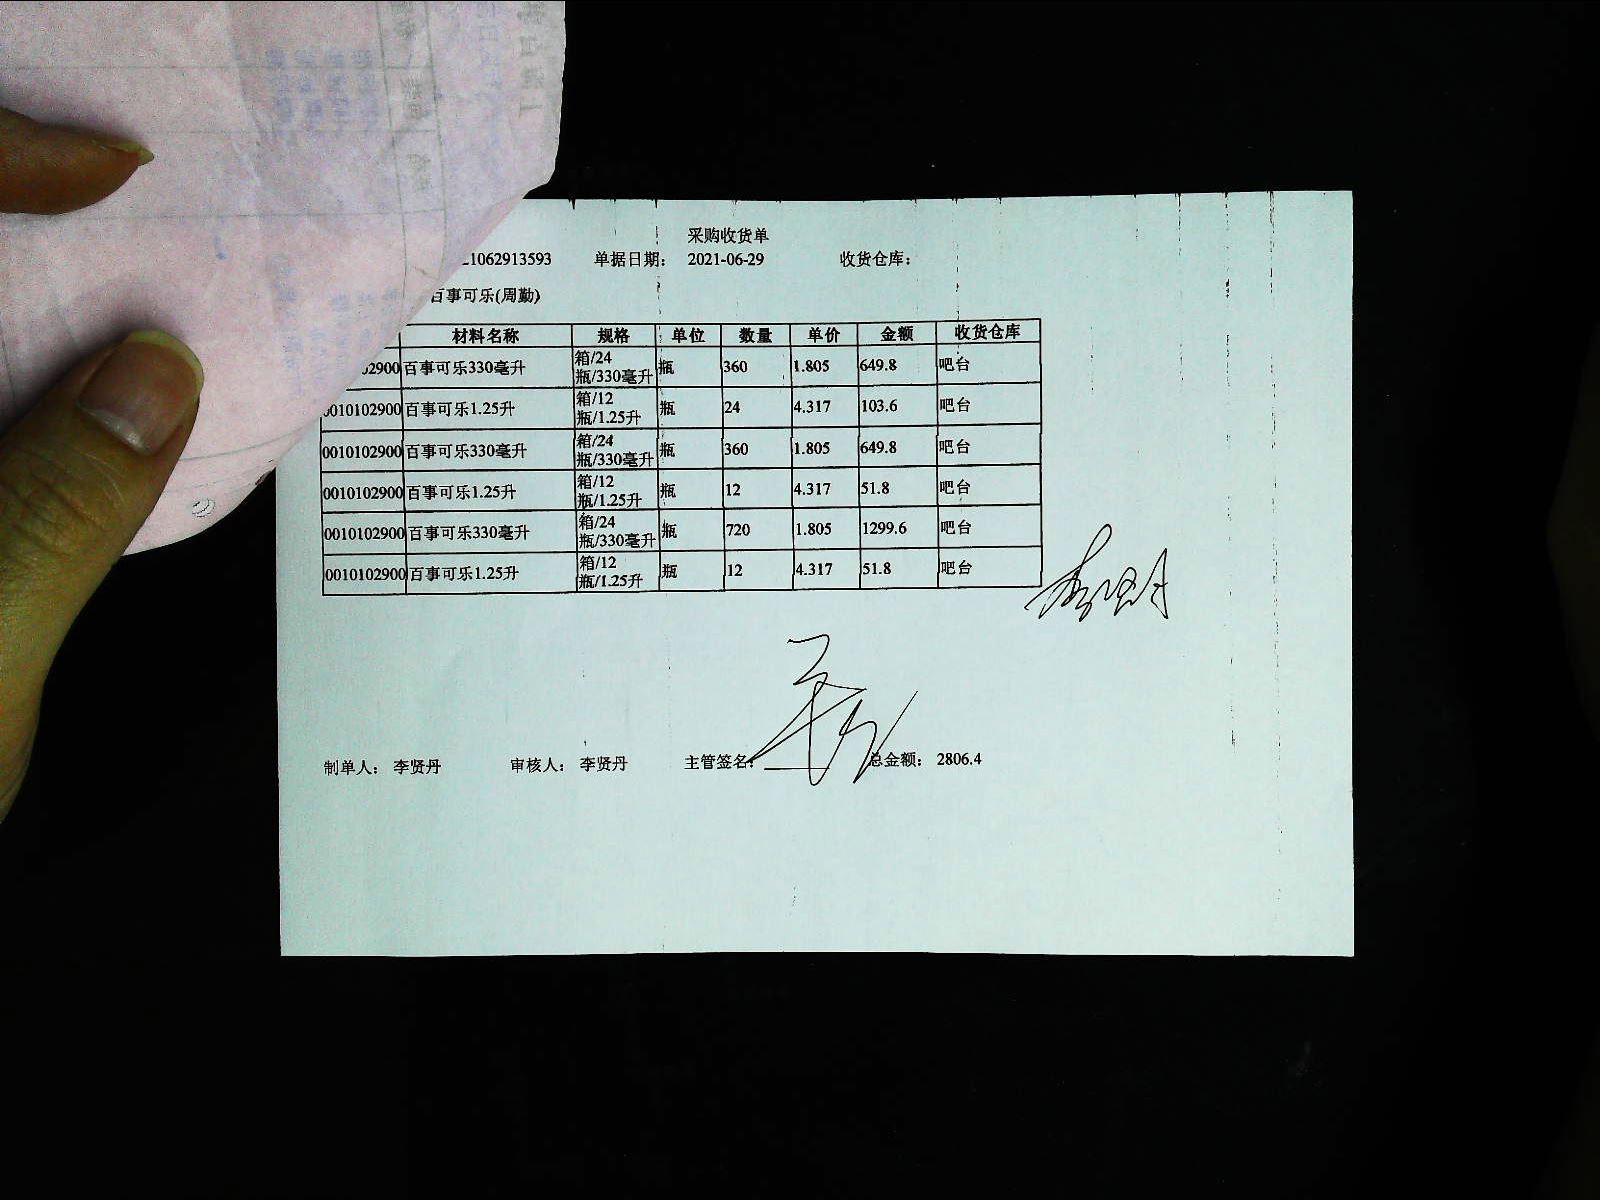 采购收货单
1062913593 单据日期： 2021-06-29 收货仓库：
百事可乐(周勤)
材料名称 规格 单位 数量 单价 金额 收货仓库
02900 百事可乐330毫升 箱/24瓶/330毫升 瓶 360 1.805 649.8 吧台
0010102900 百事可乐1.25升 箱/12瓶/1.25升 瓶 24 4.317 103.6 吧台
0010102900 百事可乐330毫升 箱/24瓶/330毫升 瓶 360 1.805 649.8 吧台
0010102900 百事可乐1.25升 箱/12瓶/1.25升 瓶 12 4.317 51.8 吧台
0010102900 百事可乐330毫升 箱/24瓶/330毫升 瓶 720 1.805 1299.6 吧台
0010102900 百事可乐1.25升 箱/12瓶/1.25升 瓶 12 4.317 51.8 吧台
制单人： 李贤丹 审核人： 李贤丹 主管签名： 总金额： 2806.4